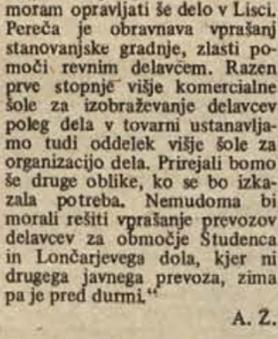 moram opravljati še delo v Lisci.
Pereča je obravnava vprašanj
stanovanjske gradnje, zlasti po-
moči revnim delavcem. Razen
prve stopnje višje komercialne
šole za izobraževanje delavcev
poleg dela v tovarni ustanavlja-
mo tudi oddelek višje šole za
organizacijo dela. Prirejali bomo
še druge oblike, ko se bo izka-
zala potreba. Nemudoma bi
morali rešiti vprašanje prevozov
delavcev za območje Studenca
in Lončarjevega dola, kjer ni
drugega javnega prevoza, zima
pa je pred durmi.“
A. Ž.